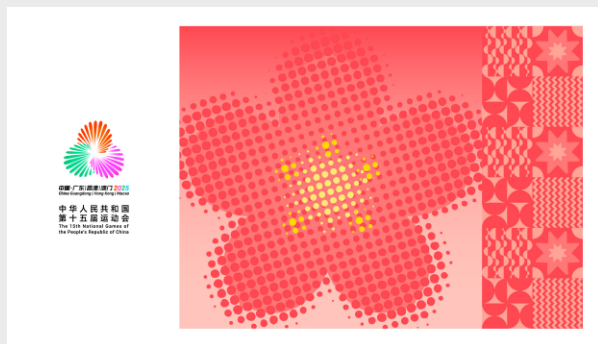 中国·广东|香港|澳门 2025
China Guangdong | Hong Kong | Macao
中华人民共和国
第十五届运动会
The 15th National Games of
the People's Republic of China